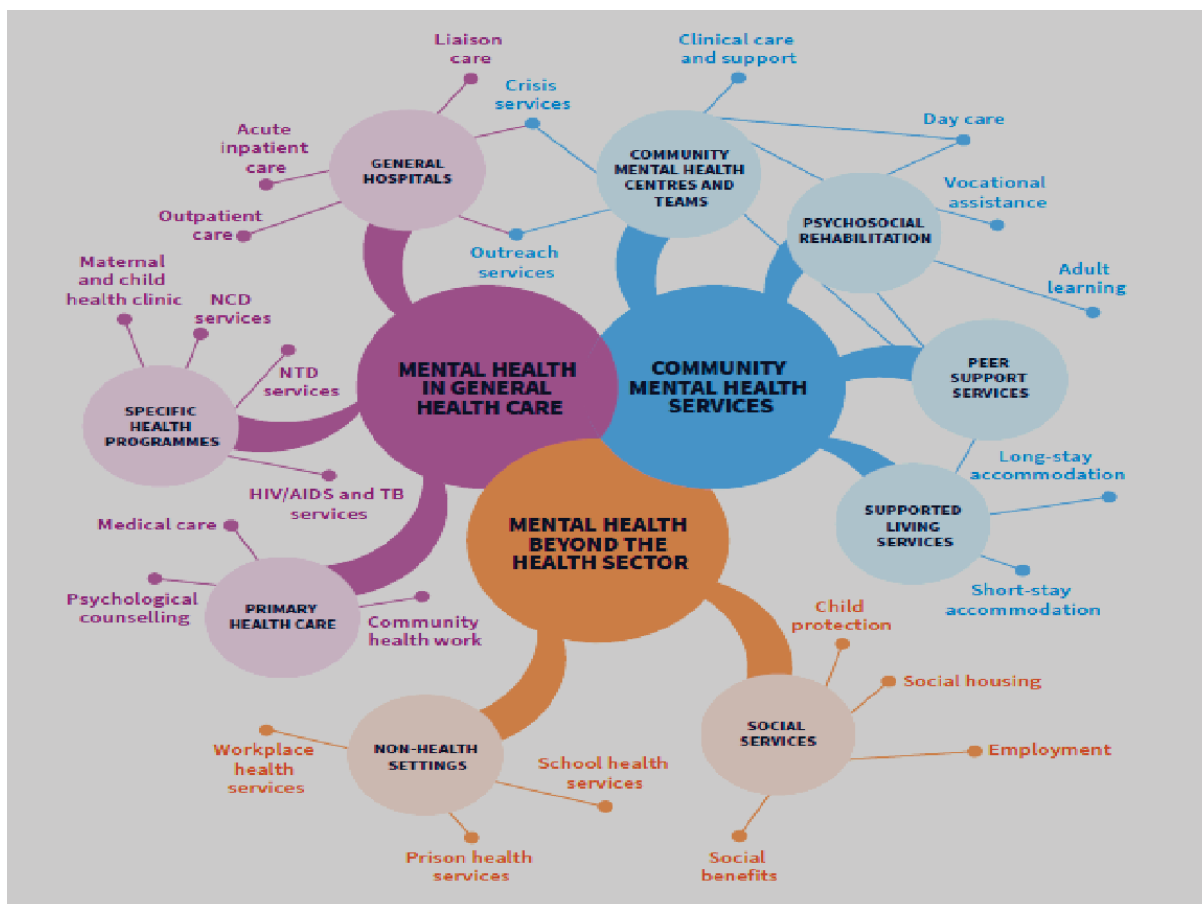 Liaison
care
Clinical care
and support
Crisis
services
Day care
Acute
inpatient
care
GENERAL
HOSPITALS
COMMUNITY
MENTAL HEALTH
CENTRES AND
TEAMS
Vocational
assistance
Outpatient
care
PSYCHOSOCIAL
REHABILITATION
Outreach
services
Maternal
and child
health clinic
NCD
services
Adult
learning
NTD
services
MENTAL HEALTH
IN GENERAL
HEALTH CARE
COMMUNITY
MENTAL HEALTH
SERVICES
PEER
SUPPORT
SERVICES
SPECIFIC
HEALTH
PROGRAMMES
Long-stay
accommodation
HIV/AIDS and TB
services
SUPPORTED
LIVING
SERVICES
Medical care
MENTAL HEALTH
BEYOND THE
HEALTH SECTOR
Psychological
counselling
PRIMARY
HEALTH CARE
Community
health work
Short-stay
accommodation
Child
protection
Social housing
SOCIAL
SERVICES
Employment
Workplace
health
services
NON-HEALTH
SETTINGS
School health
services
Prison health
services
Social
benefits